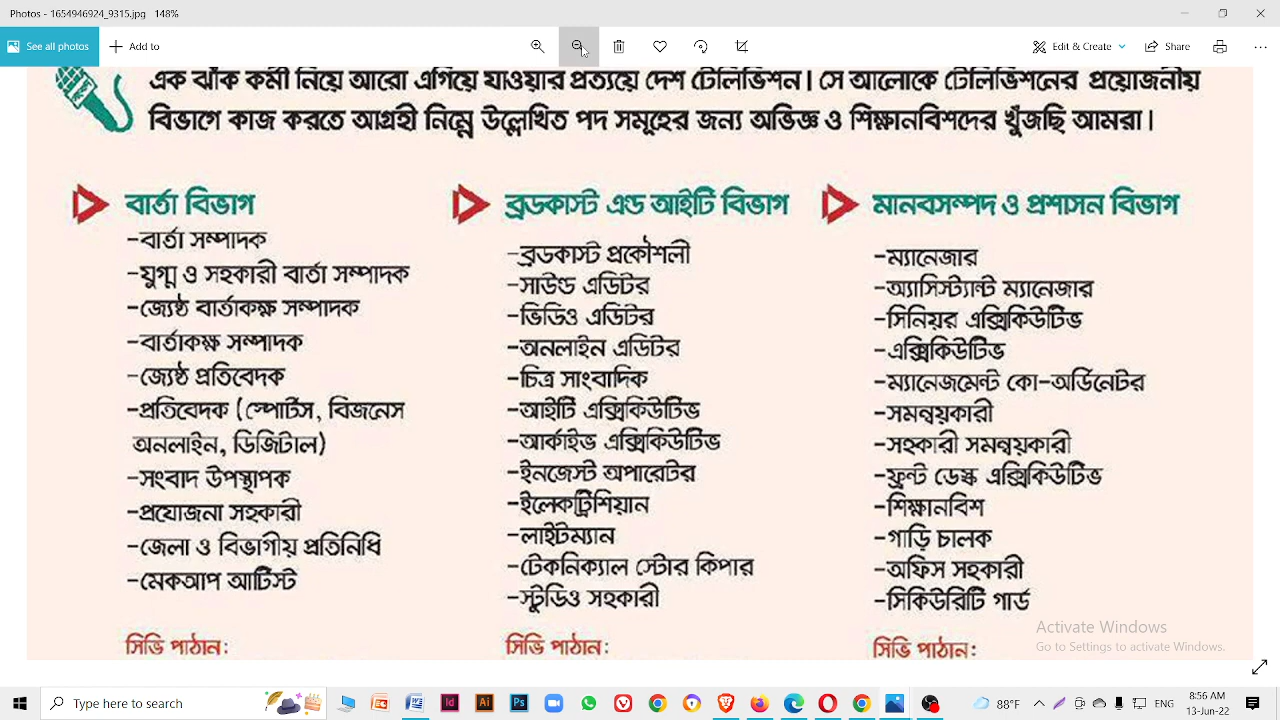 Photos - 1654929491.jpg
See all photos
Add to
Edit & Create
Share
এক ঝাঁক কর্মী নিয়ে আরো এগিয়ে যাওয়ার প্রত্যয়ে দেশ টেলিভিশন। সে আলোকে টেলিভিশনের প্রয়োজনীয়
বিভাগে কাজ করতে আগ্রহী নিম্নে উল্লেখিত পদ সমূহের জন্য অভিজ্ঞ ও শিক্ষানবিশদের খুঁজছি আমরা।
বার্তা বিভাগ
-বার্তা সম্পাদক
-যুগ্ম ও সহকারী বার্তা সম্পাদক
-জ্যেষ্ঠ বার্তাকক্ষ সম্পাদক
-বার্তাকক্ষ সম্পাদক
-জ্যেষ্ঠ প্রতিবেদক
-প্রতিবেদক (স্পোর্টস, বিজনেস
অনলাইন, ডিজিটাল)
-সংবাদ উপস্থাপক
-প্রযোজনা সহকারী
-জেলা ও বিভাগীয় প্রতিনিধি
-মেকআপ আর্টিস্ট
সিভি পাঠান:
ব্রডকাস্ট এন্ড আইটি বিভাগ
-ব্রডকাস্ট প্রকৌশলী
-সাউন্ড এডিটর
-ভিডিও এডিটর
-অনলাইন এডিটর
-চিত্র সাংবাদিক
-আইটি এক্সিকিউটিভ
-আর্কাইভ এক্সিকিউটিভ
-ইনজেস্ট অপারেটর
-ইলেকট্রিশিয়ান
-লাইটম্যান
-টেকনিক্যাল স্টোর কিপার
-স্টুডিও সহকারী
সিভি পাঠান:
মানবসম্পদ ও প্রশাসন বিভাগ
-ম্যানেজার
-অ্যাসিস্ট্যান্ট ম্যানেজার
-সিনিয়র এক্সিকিউটিভ
-এক্সিকিউটিভ
-ম্যানেজমেন্ট কো-অর্ডিনেটর
-সমন্বয়কারী
-সহকারী সমন্বয়কারী
-ফ্রন্ট ডেস্ক এক্সিকিউটিভ
-শিক্ষানবিশ
-গাড়ি চালক
-অফিস সহকারী
-সিকিউরিটি গার্ড
সিভি পাঠান:
Activate Windows
Go to Settings to activate Windows.
Type here to search
88°F
ENG
8:56 AM
13-Jun-22